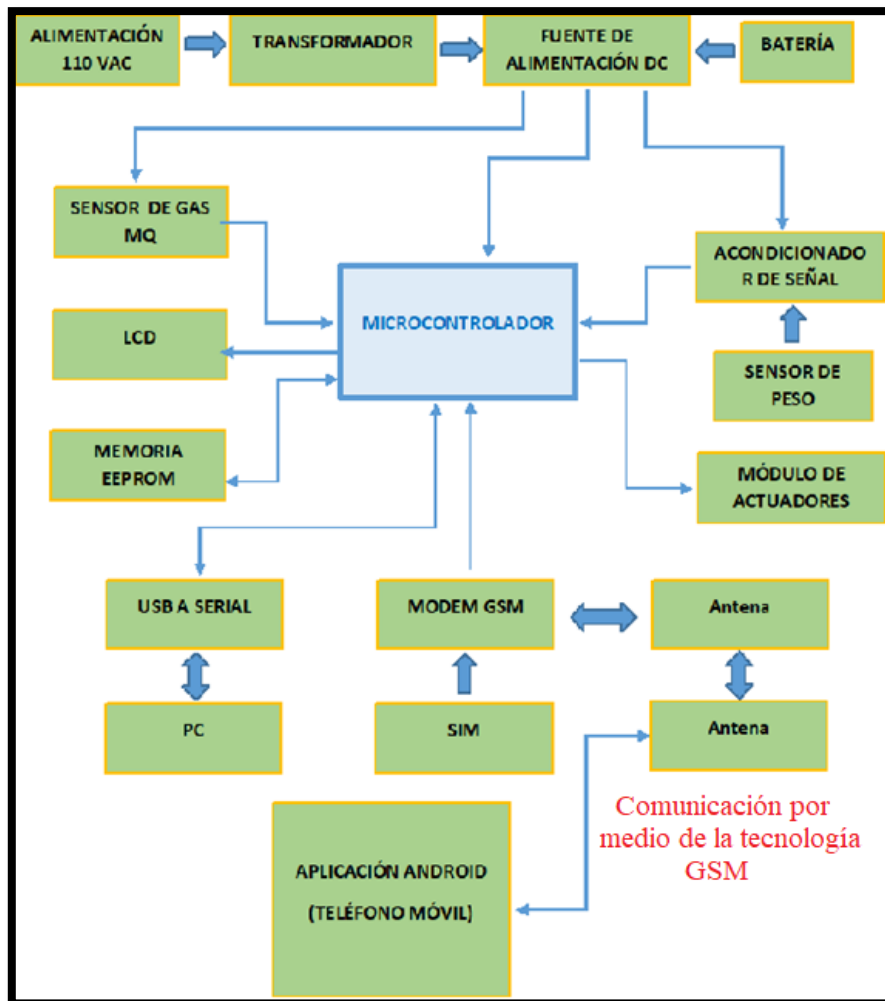 ALIMENTACIÓN
110 VAC
TRANSFORMADOR
FUENTE DE
ALIMENTACIÓN DC
BATERÍA
SENSOR DE GAS
MQ
ACONDICIONADO
R DE SEÑAL
MICROCONTROLADOR
LCD
SENSOR DE
PESO
MEMORIA
EEPROM
MÓDULO DE
ACTUADORES
USB A SERIAL
MODEM GSM
Antena
PC
SIM
Antena
Comunicación por
medio de la tecnología
GSM
APLICACIÓN ANDROID
(TELÉFONO MÓVIL)